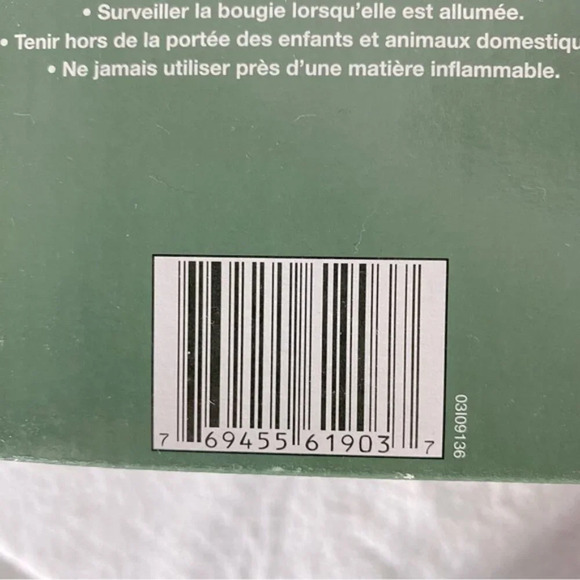 • Surveiller la bougie lorsqu'elle est allumée.
• Tenir hors de la portée des enfants et animaux domestiqu
• Ne jamais utiliser près d'une matière inflammable.
7 69455 61903 7
03I09136